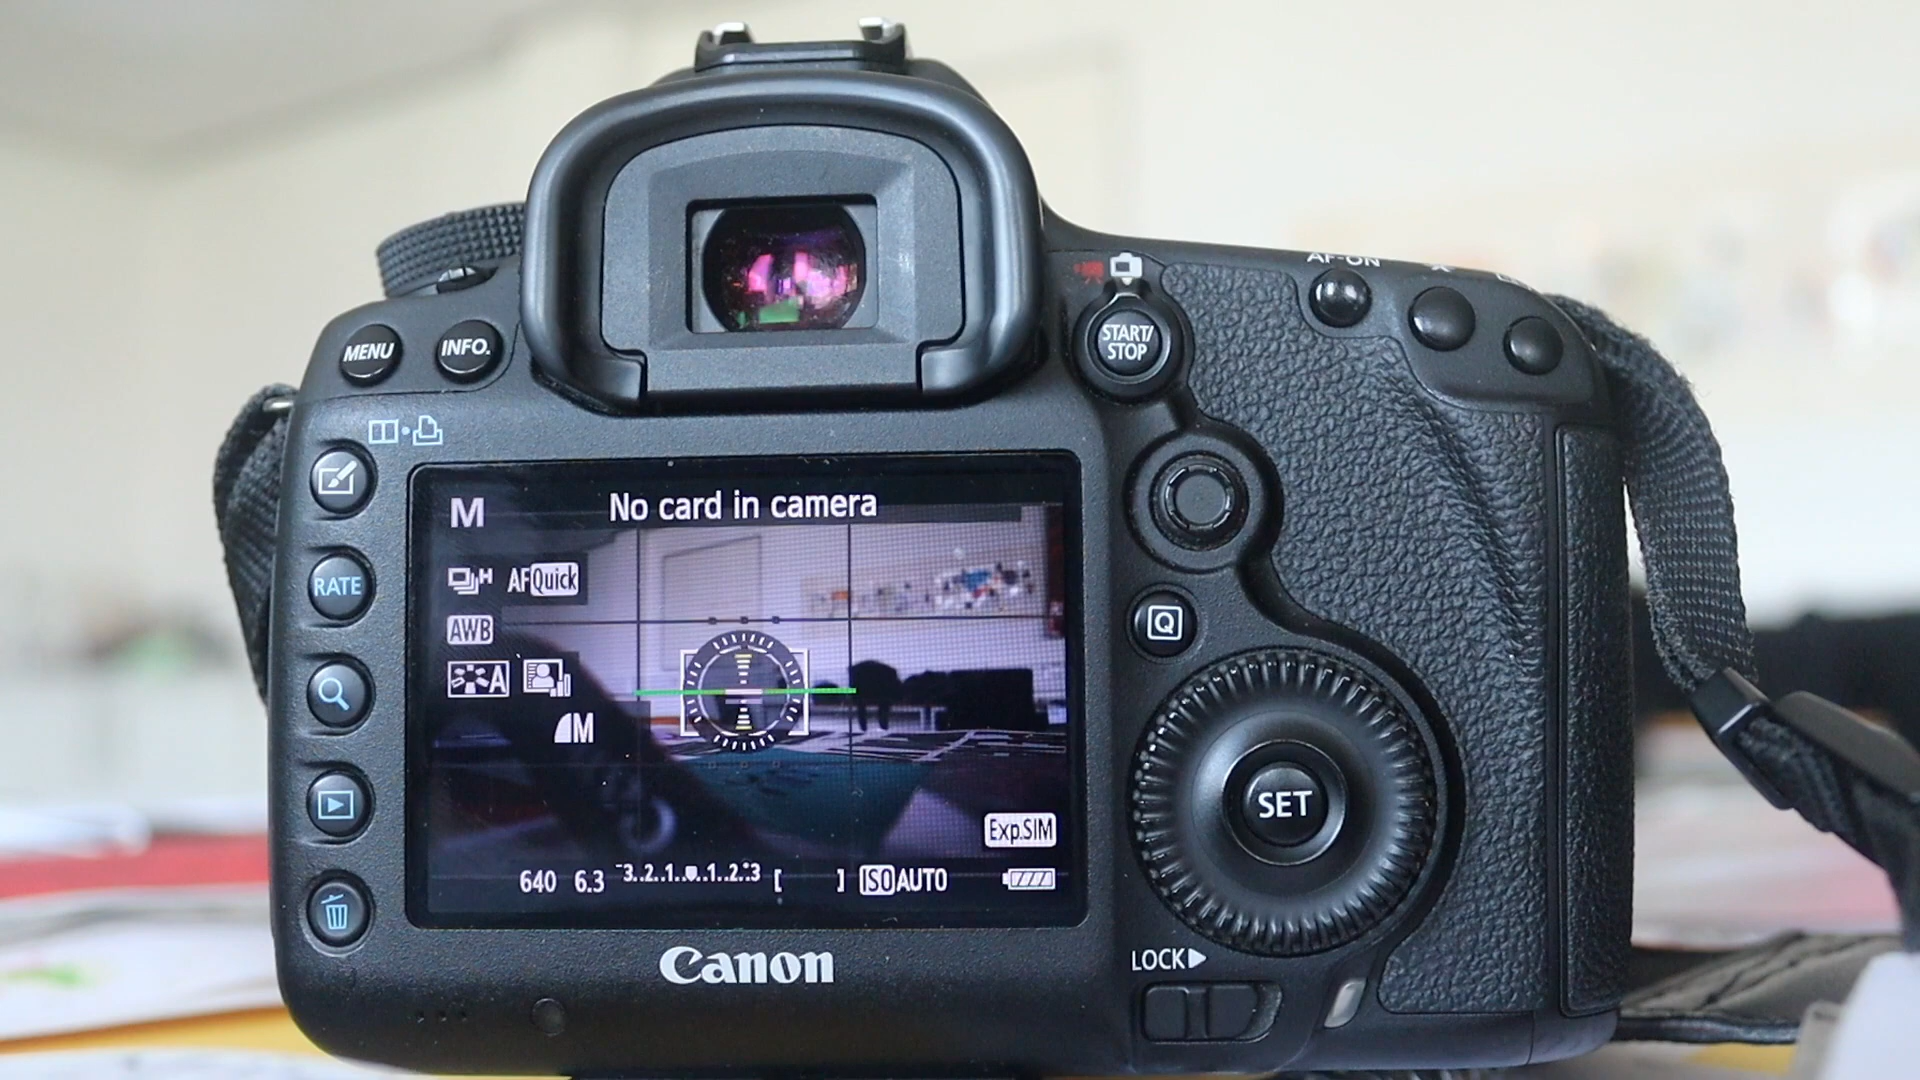 AF-ON
MENU
INFO.
START/
STOP
RATE
M
No card in camera
H
AF Quick
AWB
A
M
Q
SET
Exp.SIM
640 6.3 -3..2..1..0..1..2..+3 [ ] ISO AUTO
Canon
LOCK▶